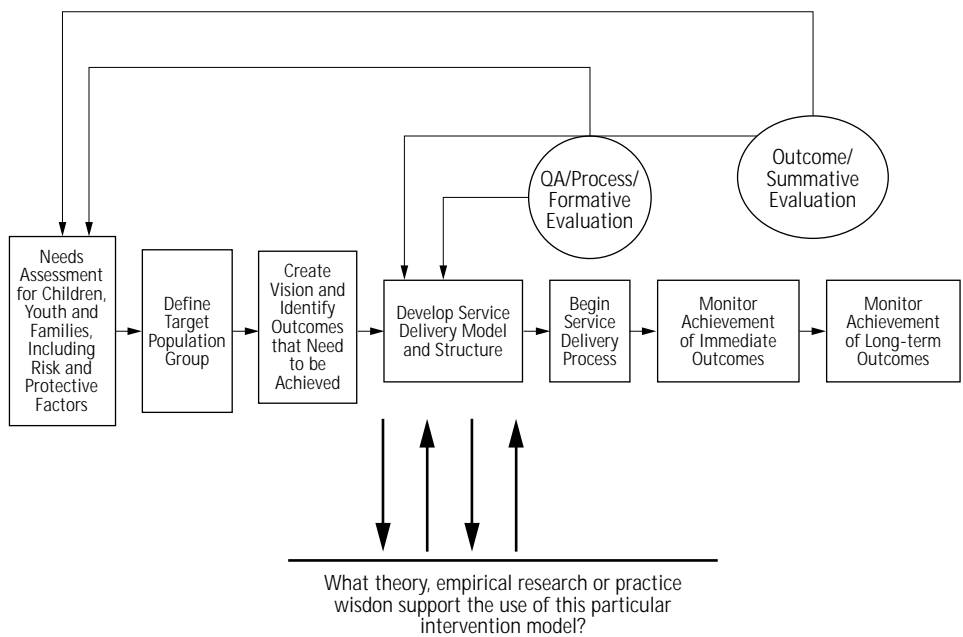 QA/Process/
Formative
Evaluation
Outcome/
Summative
Evaluation
Needs
Assessment
for Children,
Youth and
Families,
Including
Risk and
Protective
Factors
Define
Target
Population
Group
Create
Vision and
Identify
Outcomes
that Need
to be
Achieved
Develop Service
Delivery Model
and Structure
Begin
Service
Delivery
Process
Monitor
Achievement
of Immediate
Outcomes
Monitor
Achievement
of Long-term
Outcomes
What theory, empirical research or practice
wisdon support the use of this particular
intervention model?